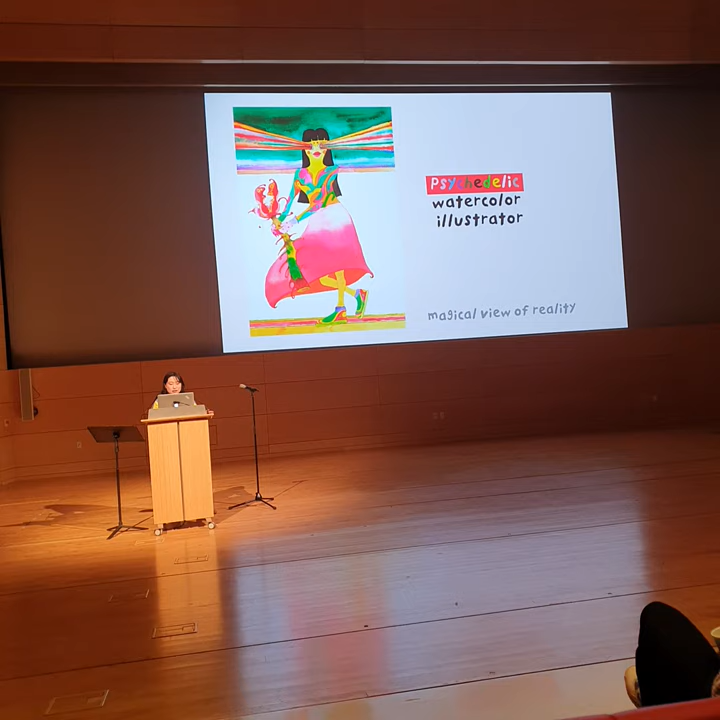 Psychedelic
watercolor
illustrator
magical view of reality